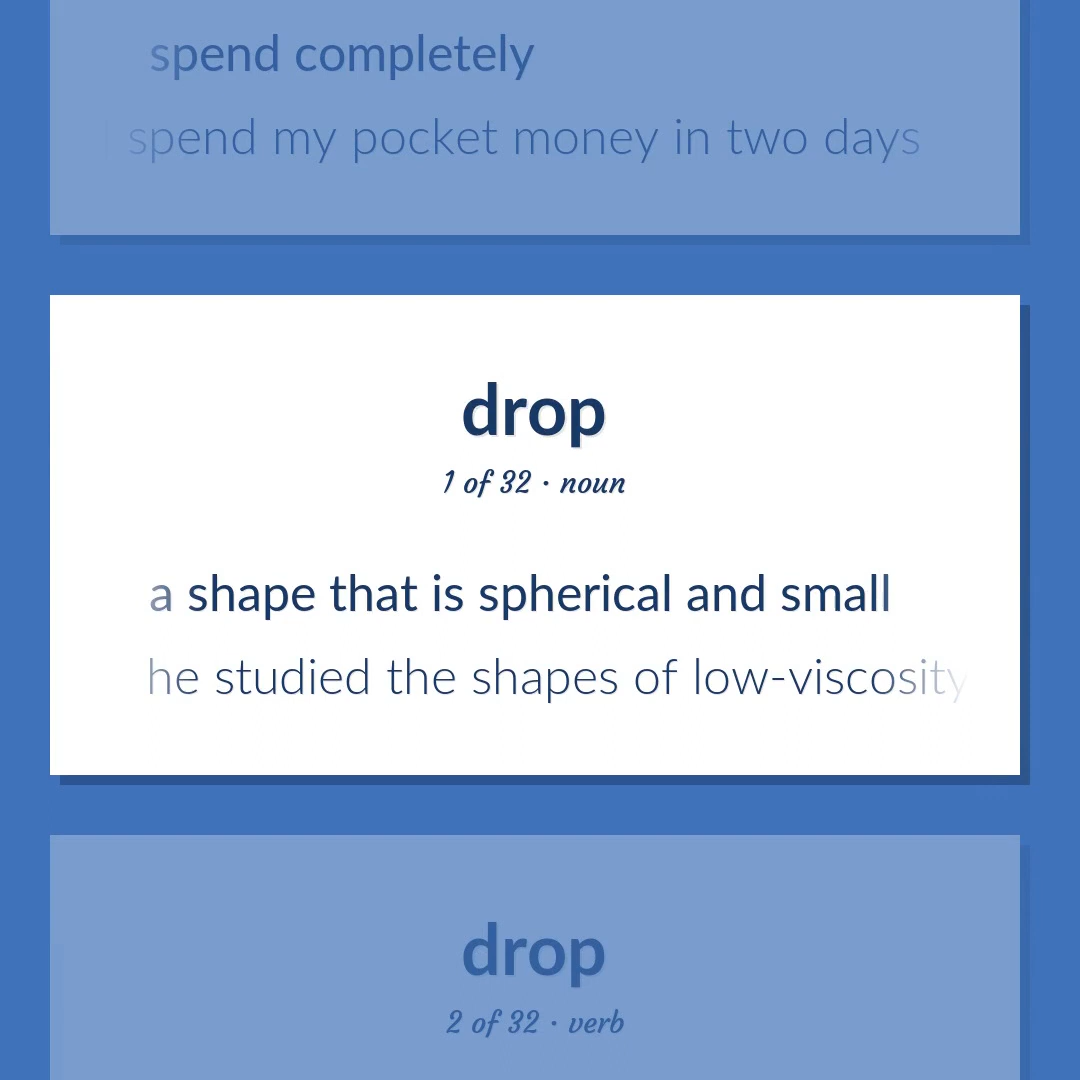 spend completely
I spend my pocket money in two days
drop
1 of 32 · noun
a shape that is spherical and small
he studied the shapes of low-viscosity
drop
2 of 32 · verb